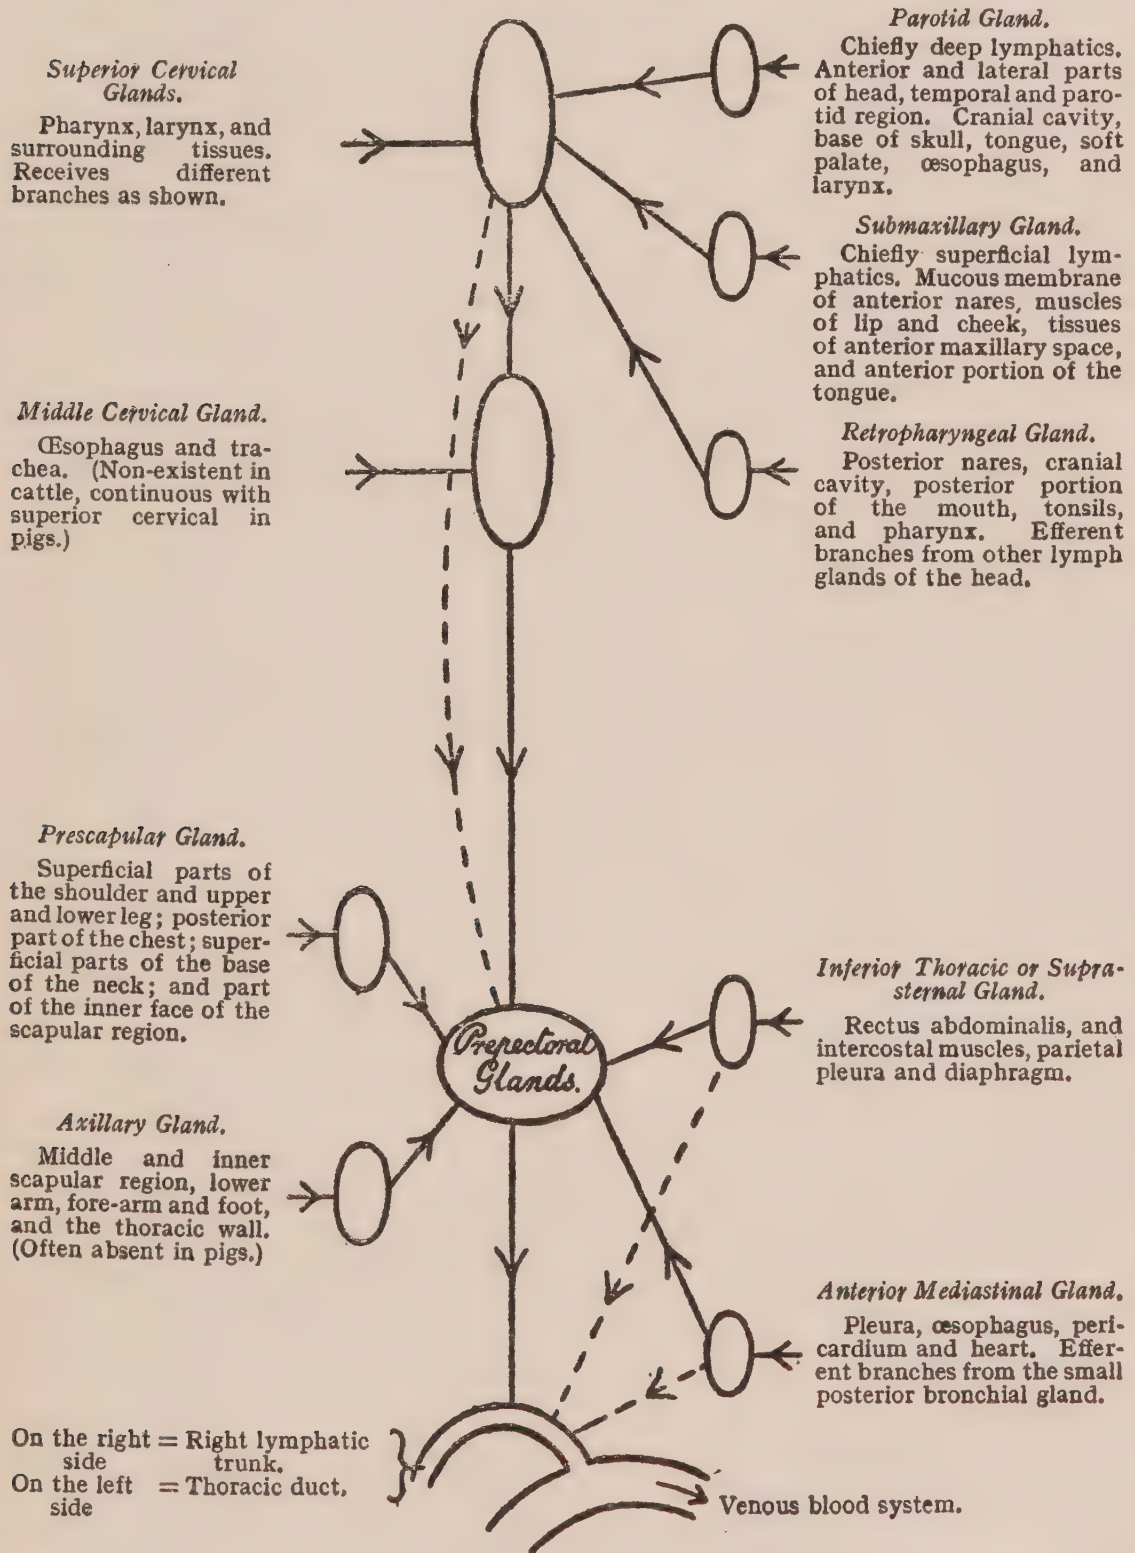 Superior Cervical
Glands.
Pharynx, larynx, and
surrounding tissues.
Receives different
branches as shown.
Parotid Gland.
Chiefly deep lymphatics.
Anterior and lateral parts
of head, temporal and paro-
tid region. Cranial cavity,
base of skull, tongue, soft
palate, œsophagus, and
larynx.
Submaxillary Gland.
Chiefly superficial lym-
phatics. Mucous membrane
of anterior nares, muscles
of lip and cheek, tissues
of anterior maxillary space,
and anterior portion of the
tongue.
Middle Cervical Gland.
Œsophagus and tra-
chea. (Non-existent in
cattle, continuous with
superior cervical in
pigs.)
Retropharyngeal Gland.
Posterior nares, cranial
cavity, posterior portion
of the mouth, tonsils,
and pharynx. Efferent
branches from other lymph
glands of the head.
Prescapular Gland.
Superficial parts of
the shoulder and upper
and lower leg; posterior
part of the chest; super-
ficial parts of the base
of the neck; and part
of the inner face of the
scapular region.
Prepectoral
Glands.
Inferior Thoracic or Supra-
sternal Gland.
Rectus abdominalis, and
intercostal muscles, parietal
pleura and diaphragm.
Axillary Gland.
Middle and inner
scapular region, lower
arm, fore-arm and foot,
and the thoracic wall.
(Often absent in pigs.)
Anterior Mediastinal Gland.
Pleura, œsophagus, peri-
cardium and heart. Effer-
ent branches from the small
posterior bronchial gland.
On the right = Right lymphatic
side trunk.
On the left = Thoracic duct.
side
Venous blood system.